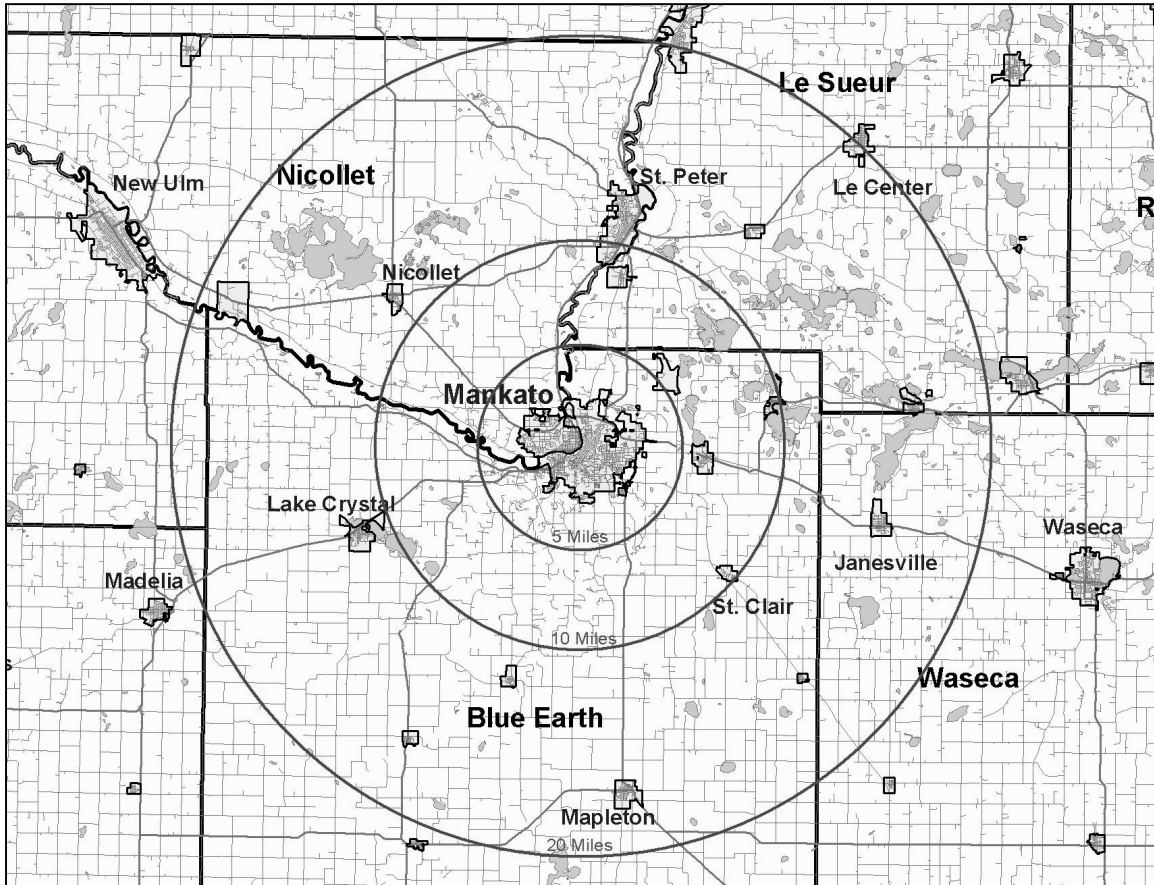 Le Sueur
Nicollet
New Ulm
St. Peter
Le Center
R
Nicollet
Mankato
Lake Crystal
5 Miles
Waseca
Janesville
Madelia
St. Clair
10 Miles
s
Waseca
Blue Earth
Mapleton
20 Miles